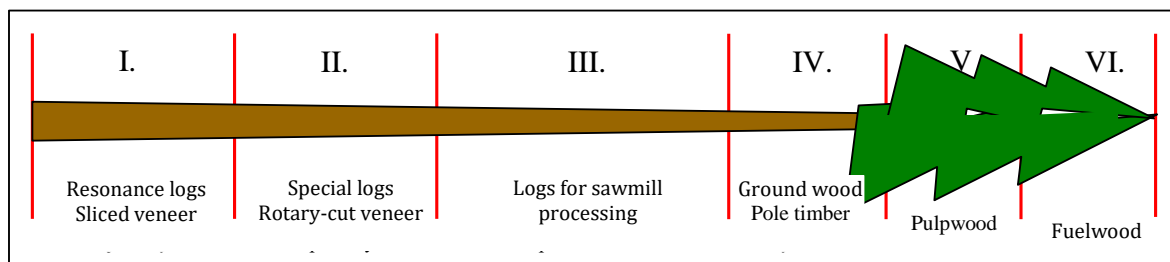 I. II. III. IV. V VI.
Resonance logs Special logs Logs for sawmill Ground wood
Sliced veneer Rotary-cut veneer processing Pole timber
Pulpwood Fuelwood